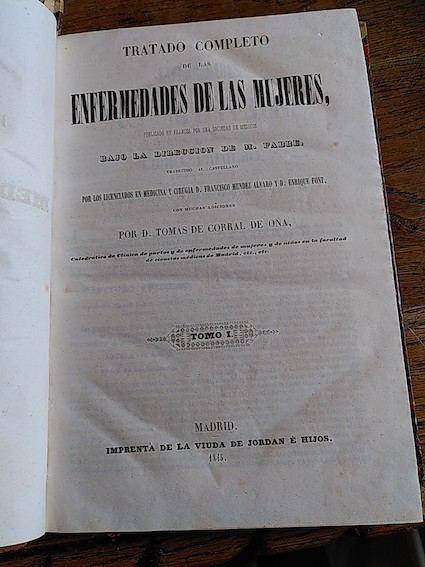 TRATADO COMPLETO
DE LAS
ENFERMEDADES DE LAS MUJERES,
PUBLICADO EN FRANCIA POR UNA SOCIEDAD DE MEDICOS
BAJO LA DIRECCION DE M. FABRE,
TRADUCIDO AL CASTELLANO
POR LOS LICENCIADOS EN MEDICINA Y CIRUGIA D. FRANCISCO MENDEZ ALVARO Y D. ENRIQUE FONT,
CON MUCHAS ADICIONES
POR D. TOMAS DE CORRAL DE OÑA,
Catedratico de Clinica de partos y de enfermedades de mujeres y de niños en la facultad
de ciencias médicas de Madrid, etc., etc.
TOMO I.
MADRID.
IMPRENTA DE LA VIUDA DE JORDAN É HIJOS.